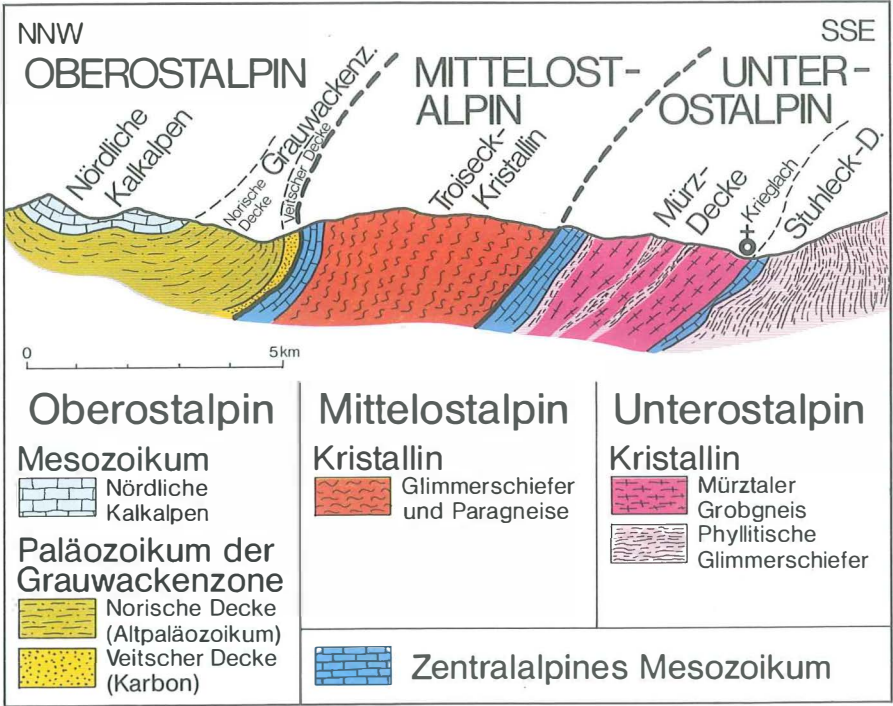 NNW
SSE
OBEROSTALPIN
MITTELOST-
ALPIN
UNTER-
OSTALPIN
Nördliche
Kalkalpen
Norische
Decke
Grauwackenz.
Veitscher Decke
Troiseck-
Kristallin
Mürz-
Decke
Krieglach
Stuhleck-D.
0
5km
Oberostalpin
Mesozoikum
Nördliche
Kalkalpen
Paläozoikum der
Grauwackenzone
Norische Decke
(Altpaläozoikum)
Veitscher Decke
(Karbon)
Mittelostalpin
Kristallin
Glimmerschiefer
und Paragneise
Unterostalpin
Kristallin
Mürztaler
Grobgneis
Phyllitische
Glimmerschiefer
Zentralalpines Mesozoikum